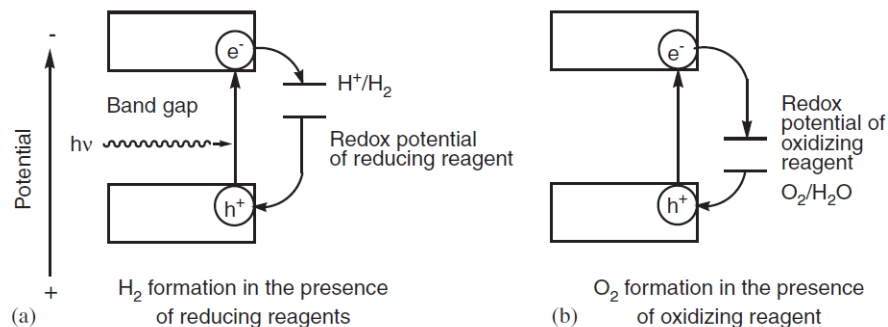 -
Potential
+
hν
Band gap
e⁻
h⁺
H⁺/H₂
Redox potential
of reducing reagent
(a)
H₂ formation in the presence
of reducing reagents
e⁻
h⁺
Redox
potential of
oxidizing
reagent
O₂/H₂O
(b)
O₂ formation in the presence
of oxidizing reagent